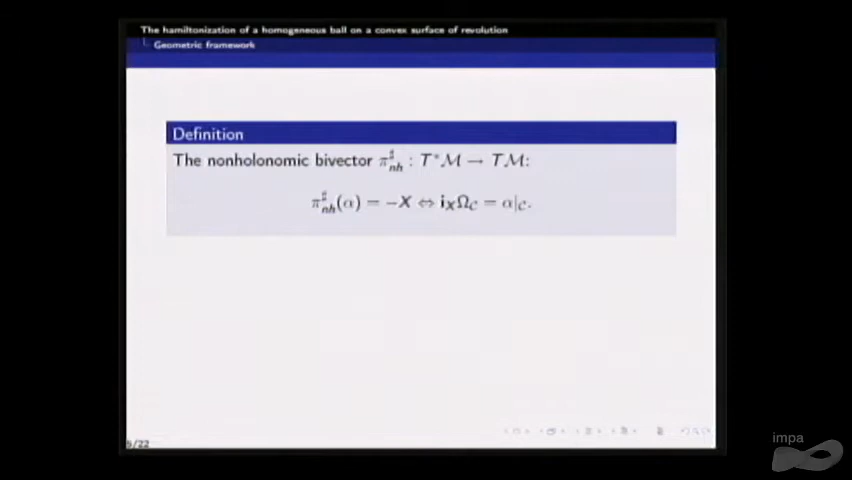 The hamiltonization of a homogeneous ball on a convex surface of revolution
Geometric framework
Definition
The nonholonomic bivector π♯nh : T*ℳ → Tℳ:
π♯nh(α) = −X ⇔ iXΩ𝒞 = α|𝒞.
/22
impa